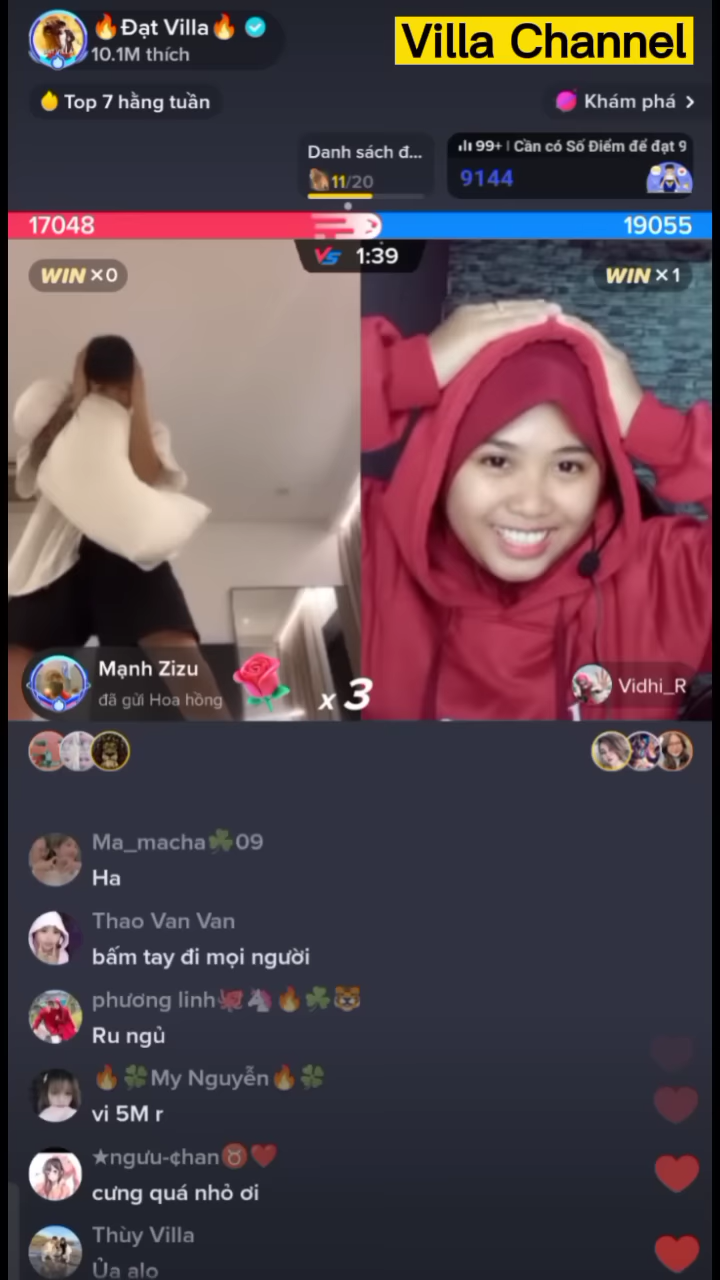 🔥Đạt Villa🔥
10.1M thích
Villa Channel
Top 7 hằng tuần
Khám phá >
Danh sách đ...
11/20
99+ | Cần có Số Điểm để đạt 9
9144
17048
19055
Vs 1:39
WIN ×0
WIN ×1
Mạnh Zizu
đã gửi Hoa hồng
x 3
Vidhi_R
Ma_macha☘️09
Ha
Thao Van Van
bấm tay đi mọi người
phương linh🐙🦄🔥☘️🐯
Ru ngủ
🔥🍀My Nguyễn🔥🍀
vi 5M r
★ngưu-¢han♉❤️
cưng quá nhỏ ơi
Thùy Villa
Ủa alo